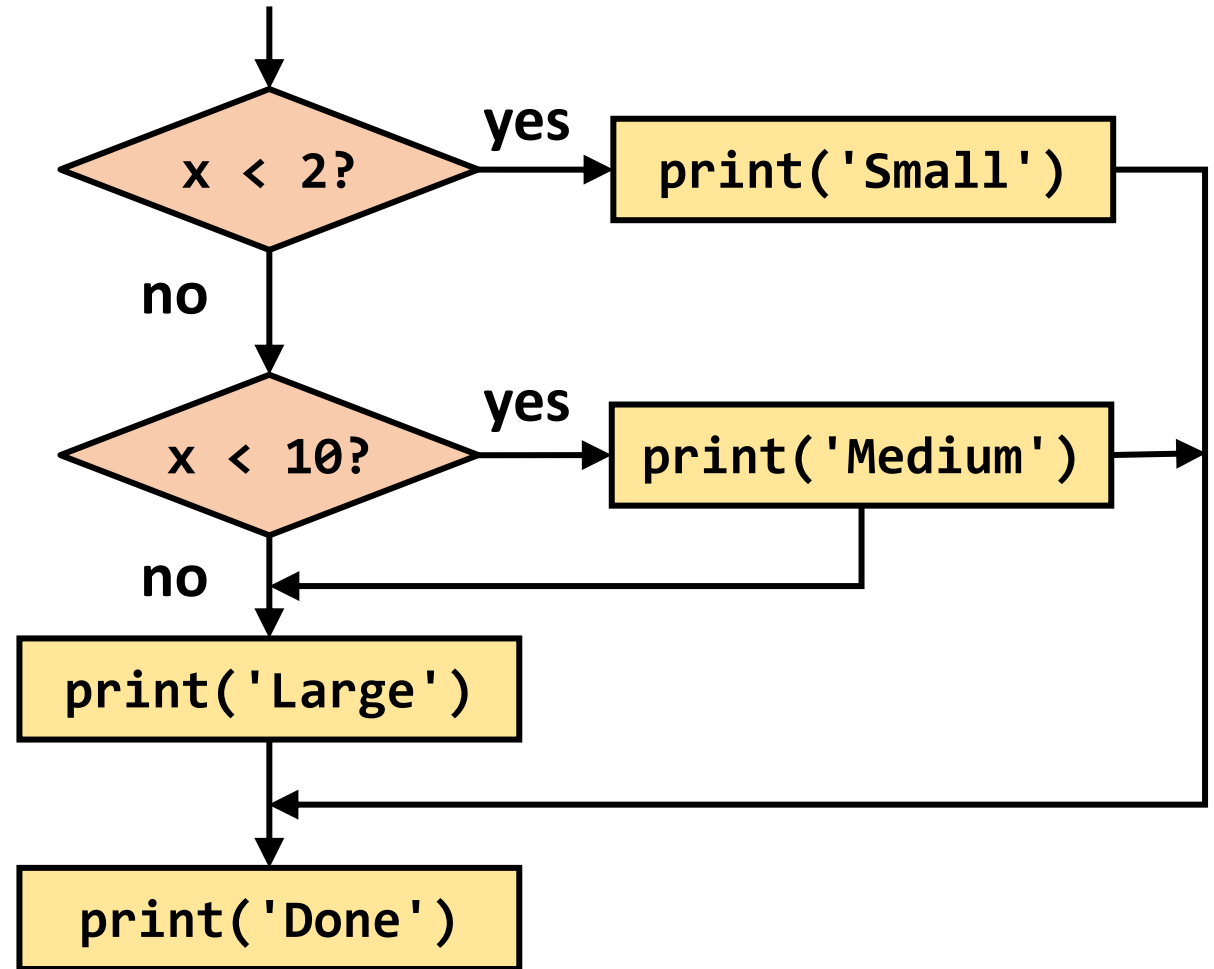 x < 2?
yes
print('Small')
no
x < 10?
yes
print('Medium')
no
print('Large')
print('Done')